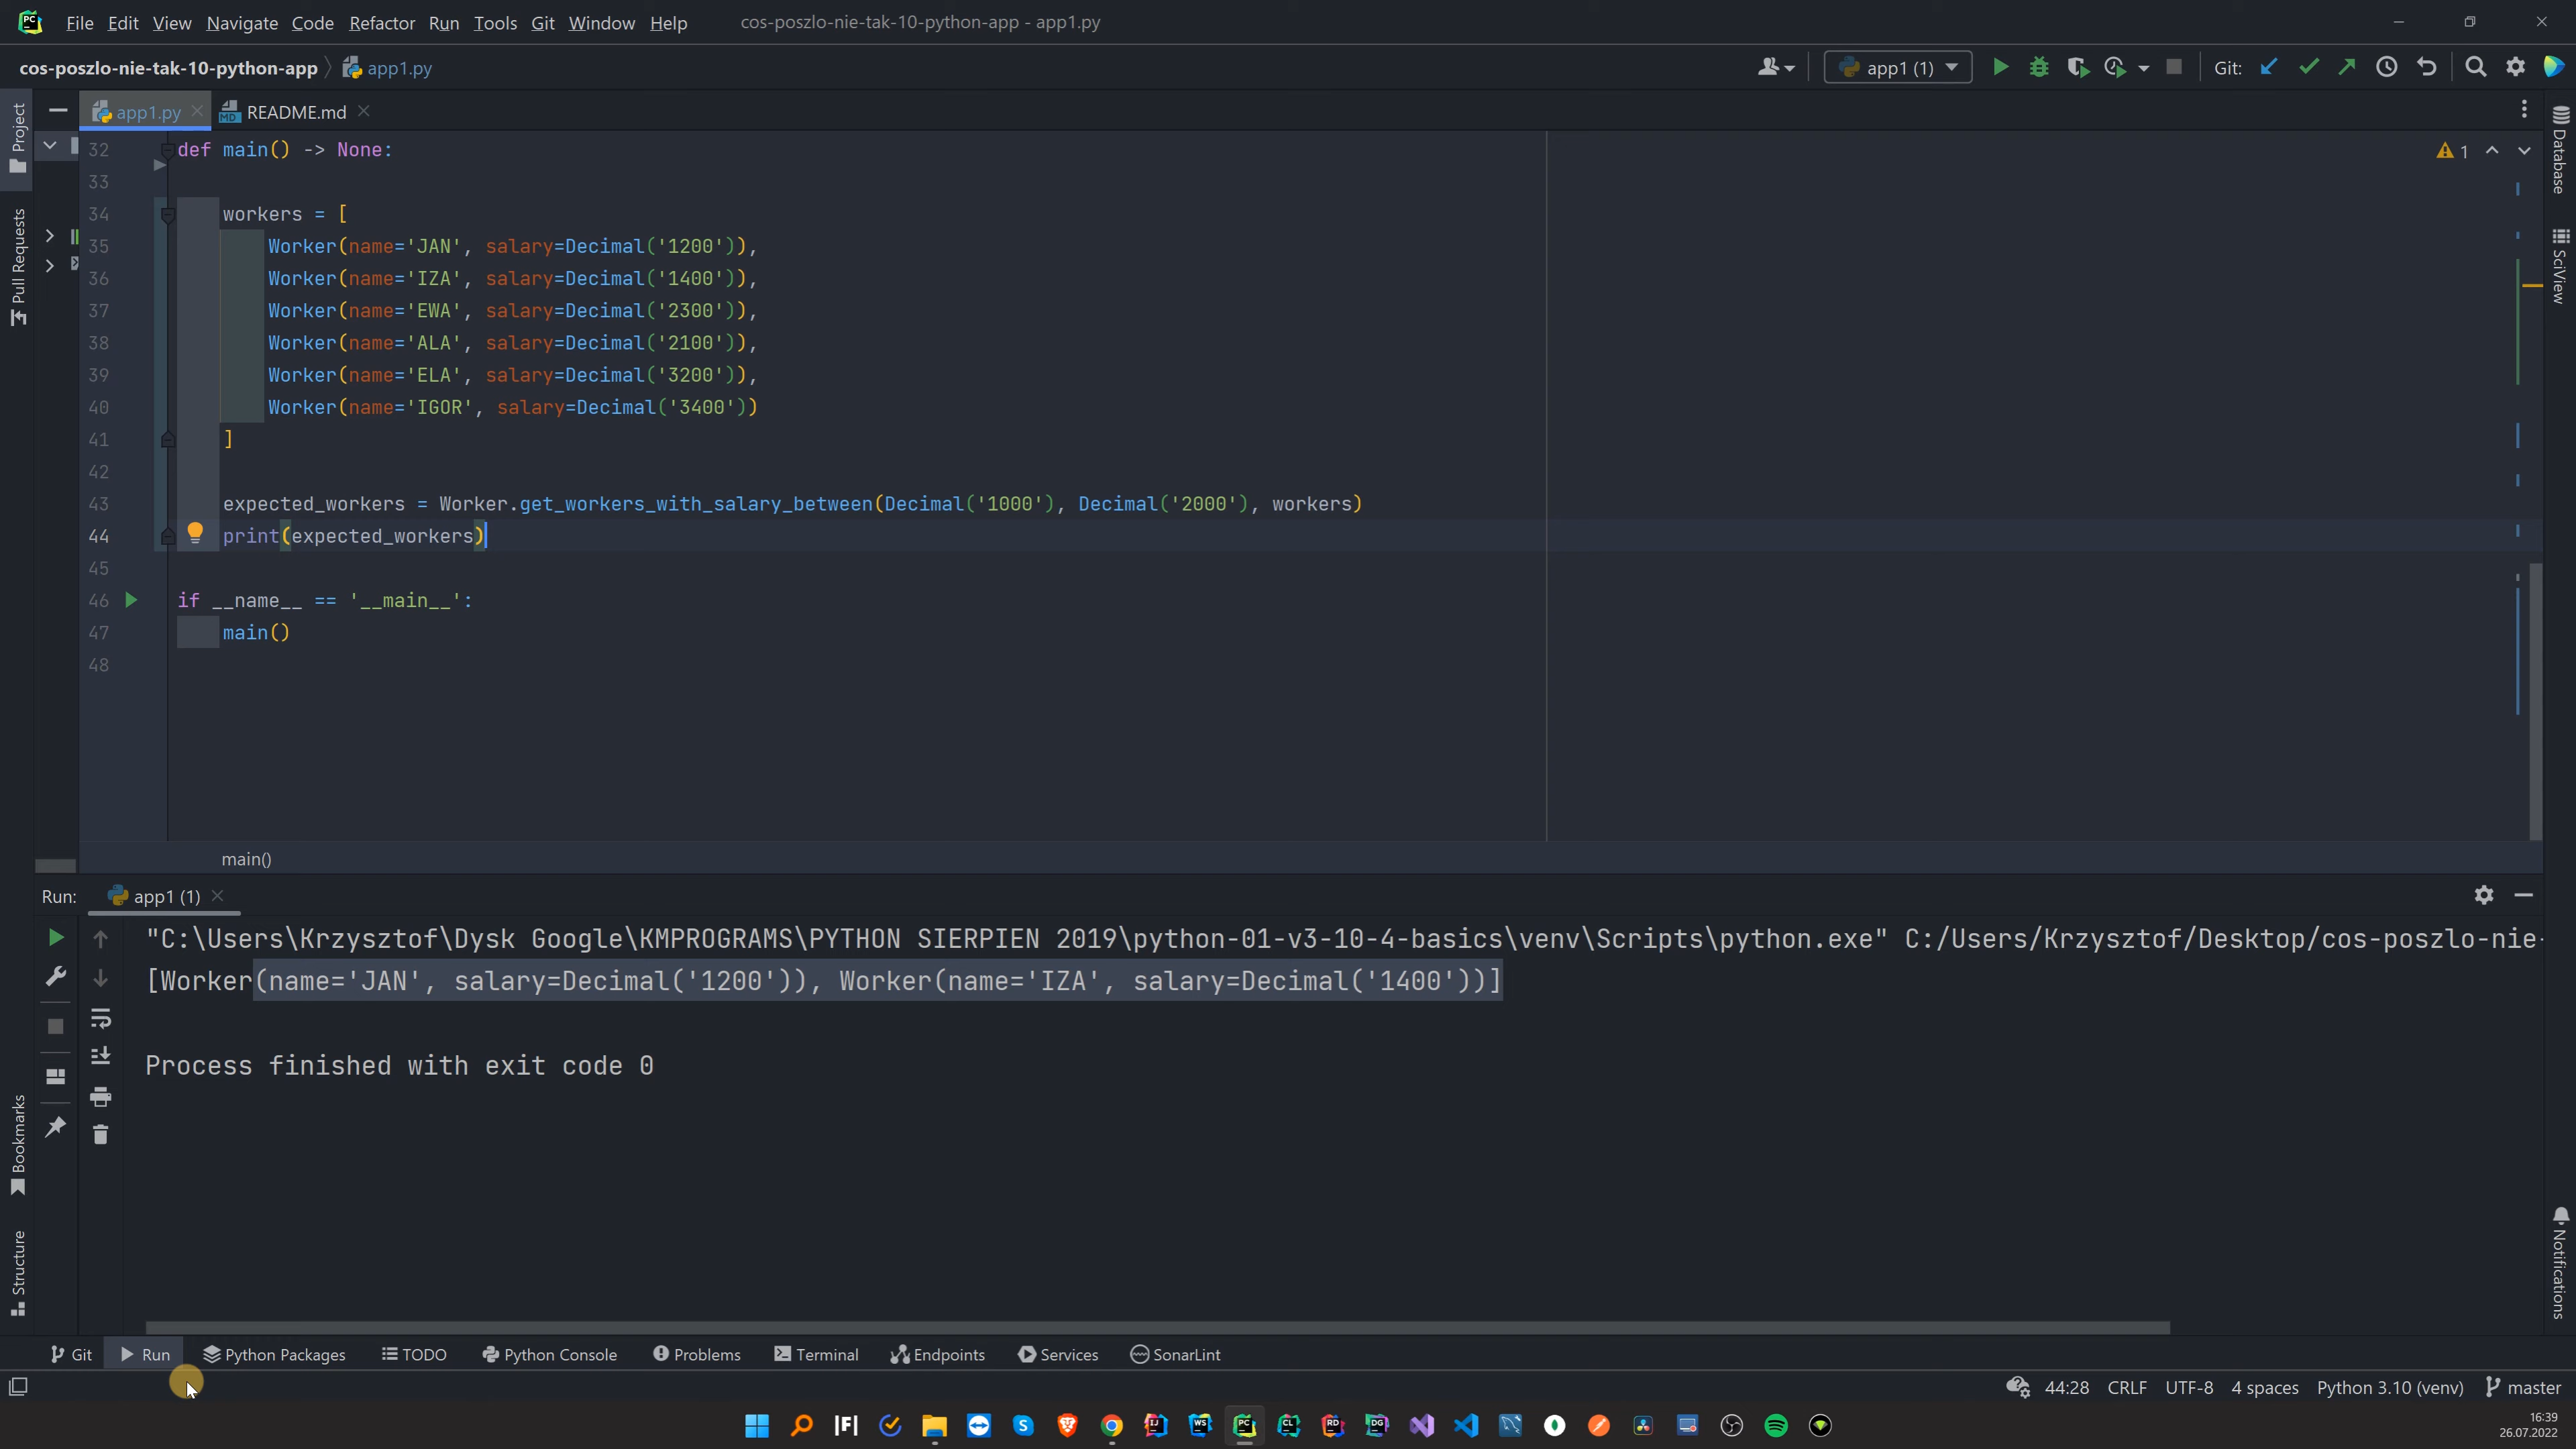 File Edit View Navigate Code Refactor Run Tools Git Window Help cos-poszlo-nie-tak-10-python-app - app1.py
cos-poszlo-nie-tak-10-python-app app1.py app1 (1) Git:
app1.py README.md
Project
Pull Requests
Bookmarks
Structure
Database
SciView
Notifications
32 def main() -> None: 1
33
34 workers = [
35 Worker(name='JAN', salary=Decimal('1200')),
36 Worker(name='IZA', salary=Decimal('1400')),
37 Worker(name='EWA', salary=Decimal('2300')),
38 Worker(name='ALA', salary=Decimal('2100')),
39 Worker(name='ELA', salary=Decimal('3200')),
40 Worker(name='IGOR', salary=Decimal('3400'))
41 ]
42
43 expected_workers = Worker.get_workers_with_salary_between(Decimal('1000'), Decimal('2000'), workers)
44 print(expected_workers)
45
46 if __name__ == '__main__':
47 main()
48
main()
Run: app1 (1)
"C:\Users\Krzysztof\Dysk Google\KMPROGRAMS\PYTHON SIERPIEN 2019\python-01-v3-10-4-basics\venv\Scripts\python.exe" C:/Users/Krzysztof/Desktop/cos-poszlo-nie-
[Worker(name='JAN', salary=Decimal('1200')), Worker(name='IZA', salary=Decimal('1400'))]
Process finished with exit code 0
Git Run Python Packages TODO Python Console Problems Terminal Endpoints Services SonarLint
44:28 CRLF UTF-8 4 spaces Python 3.10 (venv) master
16:39
26.07.2022